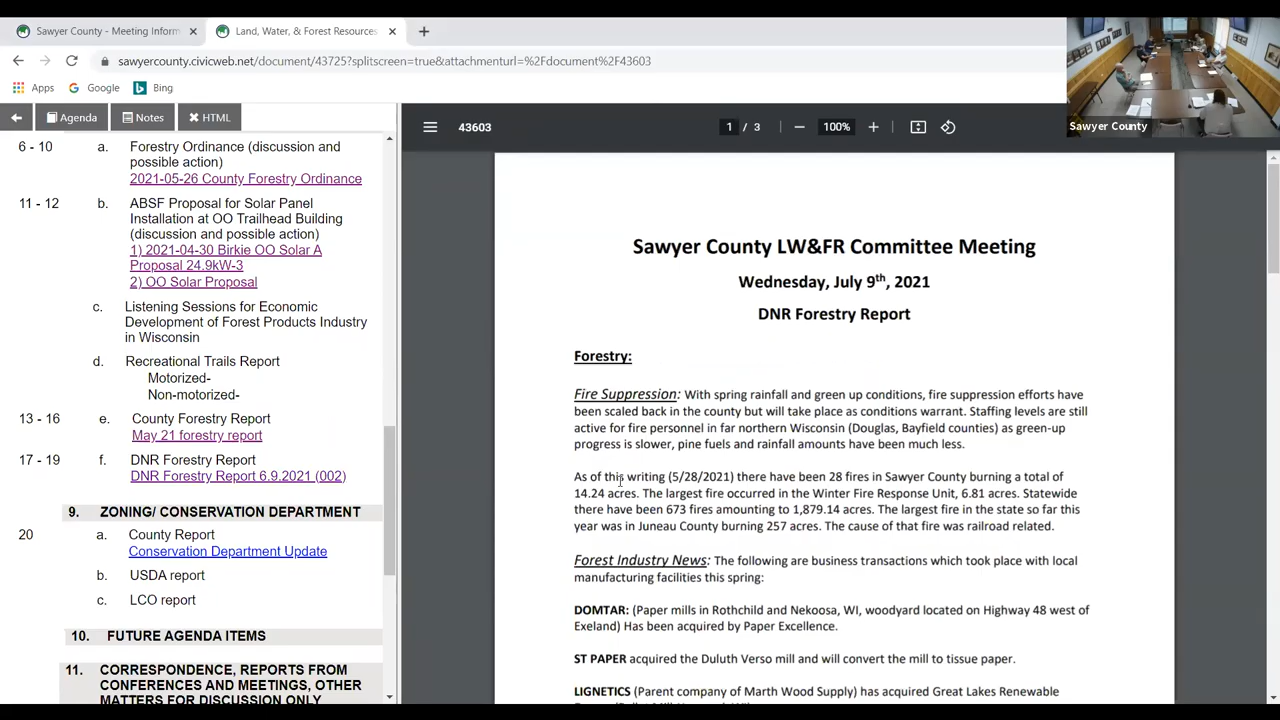 Sawyer County - Meeting Inform
Land, Water, & Forest Resources
sawyercounty.civicweb.net/document/43725?splitscreen=true&attachmenturl=%2Fdocument%2F43603
Apps
Google
Bing
Sawyer County
Agenda
Notes
HTML
43603
1 / 3
100%
6 - 10
a. Forestry Ordinance (discussion and
possible action)
2021-05-26 County Forestry Ordinance
11 - 12
b. ABSF Proposal for Solar Panel
Installation at OO Trailhead Building
(discussion and possible action)
1) 2021-04-30 Birkie OO Solar A
Proposal 24.9kW-3
2) OO Solar Proposal
c. Listening Sessions for Economic
Development of Forest Products Industry
in Wisconsin
d. Recreational Trails Report
Motorized-
Non-motorized-
13 - 16
e. County Forestry Report
May 21 forestry report
17 - 19
f. DNR Forestry Report
DNR Forestry Report 6.9.2021 (002)
9. ZONING/ CONSERVATION DEPARTMENT
20
a. County Report
Conservation Department Update
b. USDA report
c. LCO report
10. FUTURE AGENDA ITEMS
11. CORRESPONDENCE, REPORTS FROM
CONFERENCES AND MEETINGS, OTHER
MATTERS FOR DISCUSSION ONLY
Sawyer County LW&FR Committee Meeting
Wednesday, July 9th, 2021
DNR Forestry Report
Forestry:
Fire Suppression: With spring rainfall and green up conditions, fire suppression efforts have
been scaled back in the county but will take place as conditions warrant. Staffing levels are still
active for fire personnel in far northern Wisconsin (Douglas, Bayfield counties) as green-up
progress is slower, pine fuels and rainfall amounts have been much less.
As of this writing (5/28/2021) there have been 28 fires in Sawyer County burning a total of
14.24 acres. The largest fire occurred in the Winter Fire Response Unit, 6.81 acres. Statewide
there have been 673 fires amounting to 1,879.14 acres. The largest fire in the state so far this
year was in Juneau County burning 257 acres. The cause of that fire was railroad related.
Forest Industry News: The following are business transactions which took place with local
manufacturing facilities this spring:
DOMTAR: (Paper mills in Rothchild and Nekoosa, WI, woodyard located on Highway 48 west of
Exeland) Has been acquired by Paper Excellence.
ST PAPER acquired the Duluth Verso mill and will convert the mill to tissue paper.
LIGNETICS (Parent company of Marth Wood Supply) has acquired Great Lakes Renewable